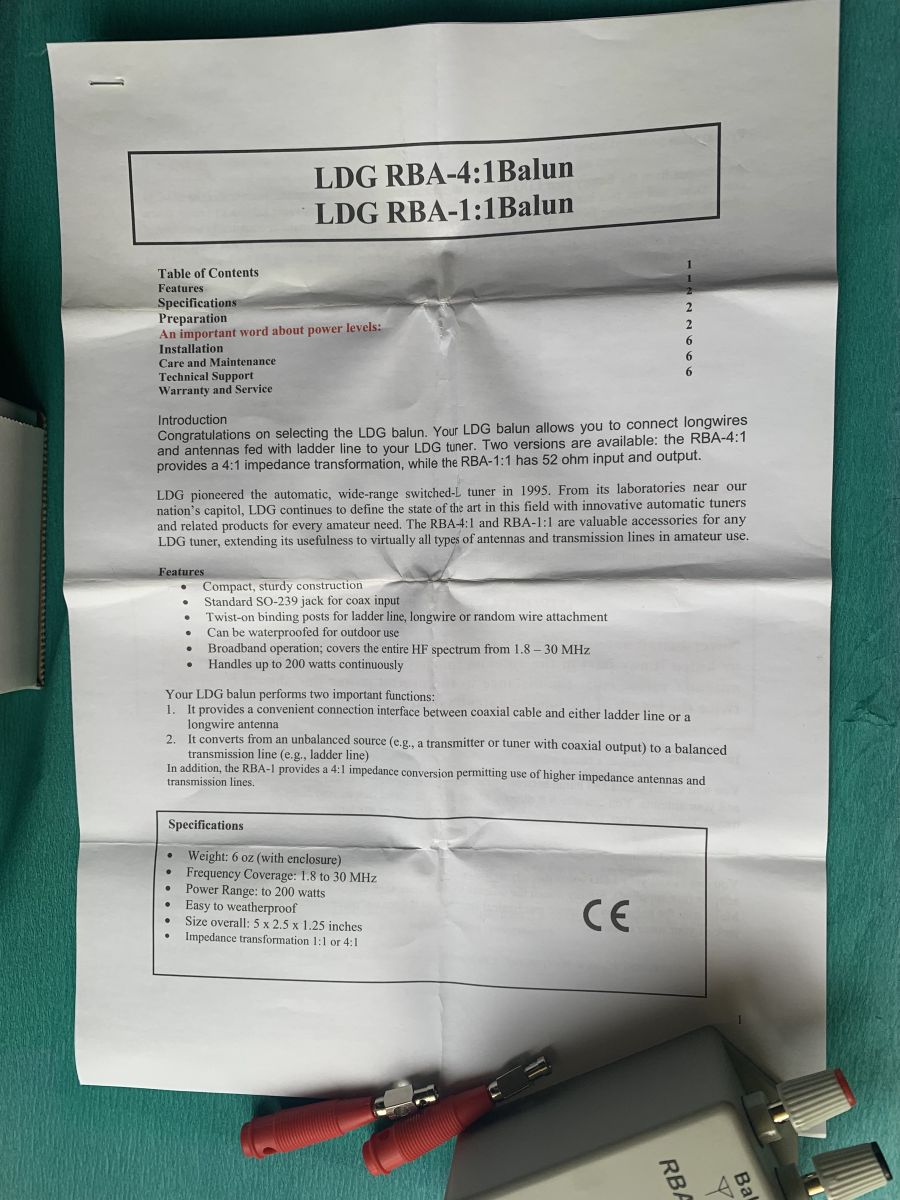 LDG RBA-4:1Balun
LDG RBA-1:1Balun
Table of Contents 1
Features 1
Specifications 2
Preparation 2
An important word about power levels: 2
Installation 6
Care and Maintenance 6
Technical Support 6
Warranty and Service
Introduction
Congratulations on selecting the LDG balun. Your LDG balun allows you to connect longwires
and antennas fed with ladder line to your LDG tuner. Two versions are available: the RBA-4:1
provides a 4:1 impedance transformation, while the RBA-1:1 has 52 ohm input and output.
LDG pioneered the automatic, wide-range switched-L tuner in 1995. From its laboratories near our
nation's capitol, LDG continues to define the state of the art in this field with innovative automatic tuners
and related products for every amateur need. The RBA-4:1 and RBA-1:1 are valuable accessories for any
LDG tuner, extending its usefulness to virtually all types of antennas and transmission lines in amateur use.
Features
• Compact, sturdy construction
• Standard SO-239 jack for coax input
• Twist-on binding posts for ladder line, longwire or random wire attachment
• Can be waterproofed for outdoor use
• Broadband operation; covers the entire HF spectrum from 1.8 – 30 MHz
• Handles up to 200 watts continuously
Your LDG balun performs two important functions:
1. It provides a convenient connection interface between coaxial cable and either ladder line or a
longwire antenna
2. It converts from an unbalanced source (e.g., a transmitter or tuner with coaxial output) to a balanced
transmission line (e.g., ladder line)
In addition, the RBA-1 provides a 4:1 impedance conversion permitting use of higher impedance antennas and
transmission lines.
Specifications
• Weight: 6 oz (with enclosure)
• Frequency Coverage: 1.8 to 30 MHz
• Power Range: to 200 watts
• Easy to weatherproof
• Size overall: 5 x 2.5 x 1.25 inches
• Impedance transformation 1:1 or 4:1
CE
1
Ba
RBA